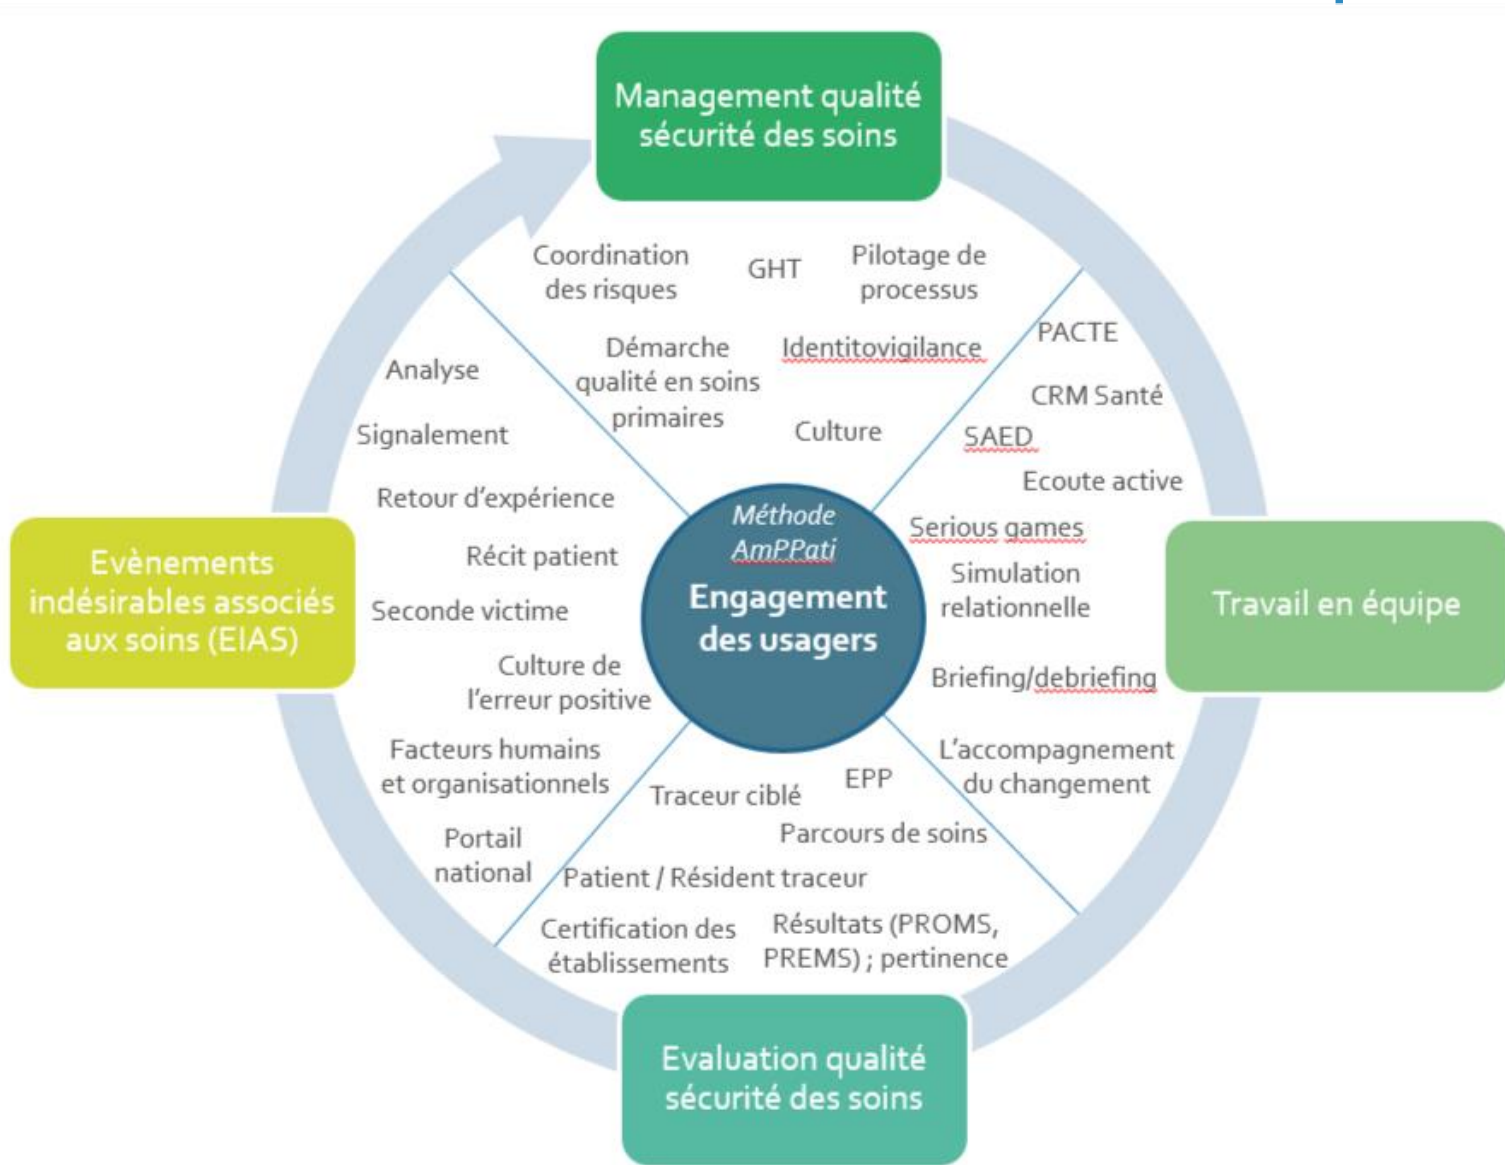 Management qualité
sécurité des soins
Coordination
des risques
GHT
Pilotage de
processus
Démarche
qualité en soins
primaires
Identitovigilance
Culture
PACTE
CRM Santé
SAED
Ecoute active
Serious games
Simulation
relationnelle
Briefing/debriefing
L'accompagnement
du changement
Travail en équipe
EPP
Traceur ciblé
Parcours de soins
Patient / Résident traceur
Certification des
établissements
Résultats (PROMS,
PREMS) ; pertinence
Evaluation qualité
sécurité des soins
Analyse
Signalement
Retour d'expérience
Récit patient
Seconde victime
Culture de
l'erreur positive
Facteurs humains
et organisationnels
Portail
national
Evènements
indésirables associés
aux soins (EIAS)
Méthode
AmPPati
Engagement
des usagers